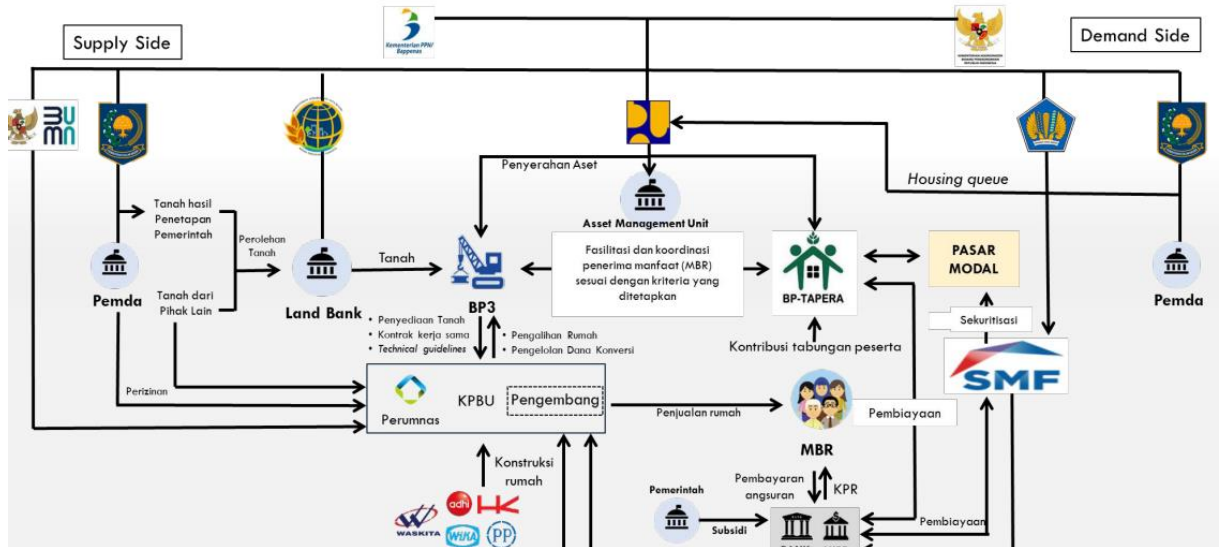 Supply Side
Kementerian PPN/
Bappenas
Demand Side
BUMN
Penyerahan Aset
Housing queue
Asset Management Unit
Tanah hasil
Penetapan
Pemerintah
Perolehan
Tanah
Tanah dari
Pihak Lain
Pemda
Land Bank
Tanah
BP3
Fasilitasi dan koordinasi
penerima manfaat (MBR)
sesuai dengan kriteria yang
ditetapkan
BP-TAPERA
PASAR
MODAL
Pemda
• Penyediaan Tanah
• Kontrak kerja sama
• Technical guidelines
• Pengalihan Rumah
• Pengelolan Dana Konversi
Kontribusi tabungan peserta
Sekuritisasi
SMF
Perizinan
Perumnas
KPBU
Pengembang
Penjualan rumah
Pembiayaan
MBR
Konstruksi
rumah
Pembayaran
angsuran
KPR
Pemerintah
Subsidi
Pembiayaan
WASKITA
adhi
HK
WIKA
PP